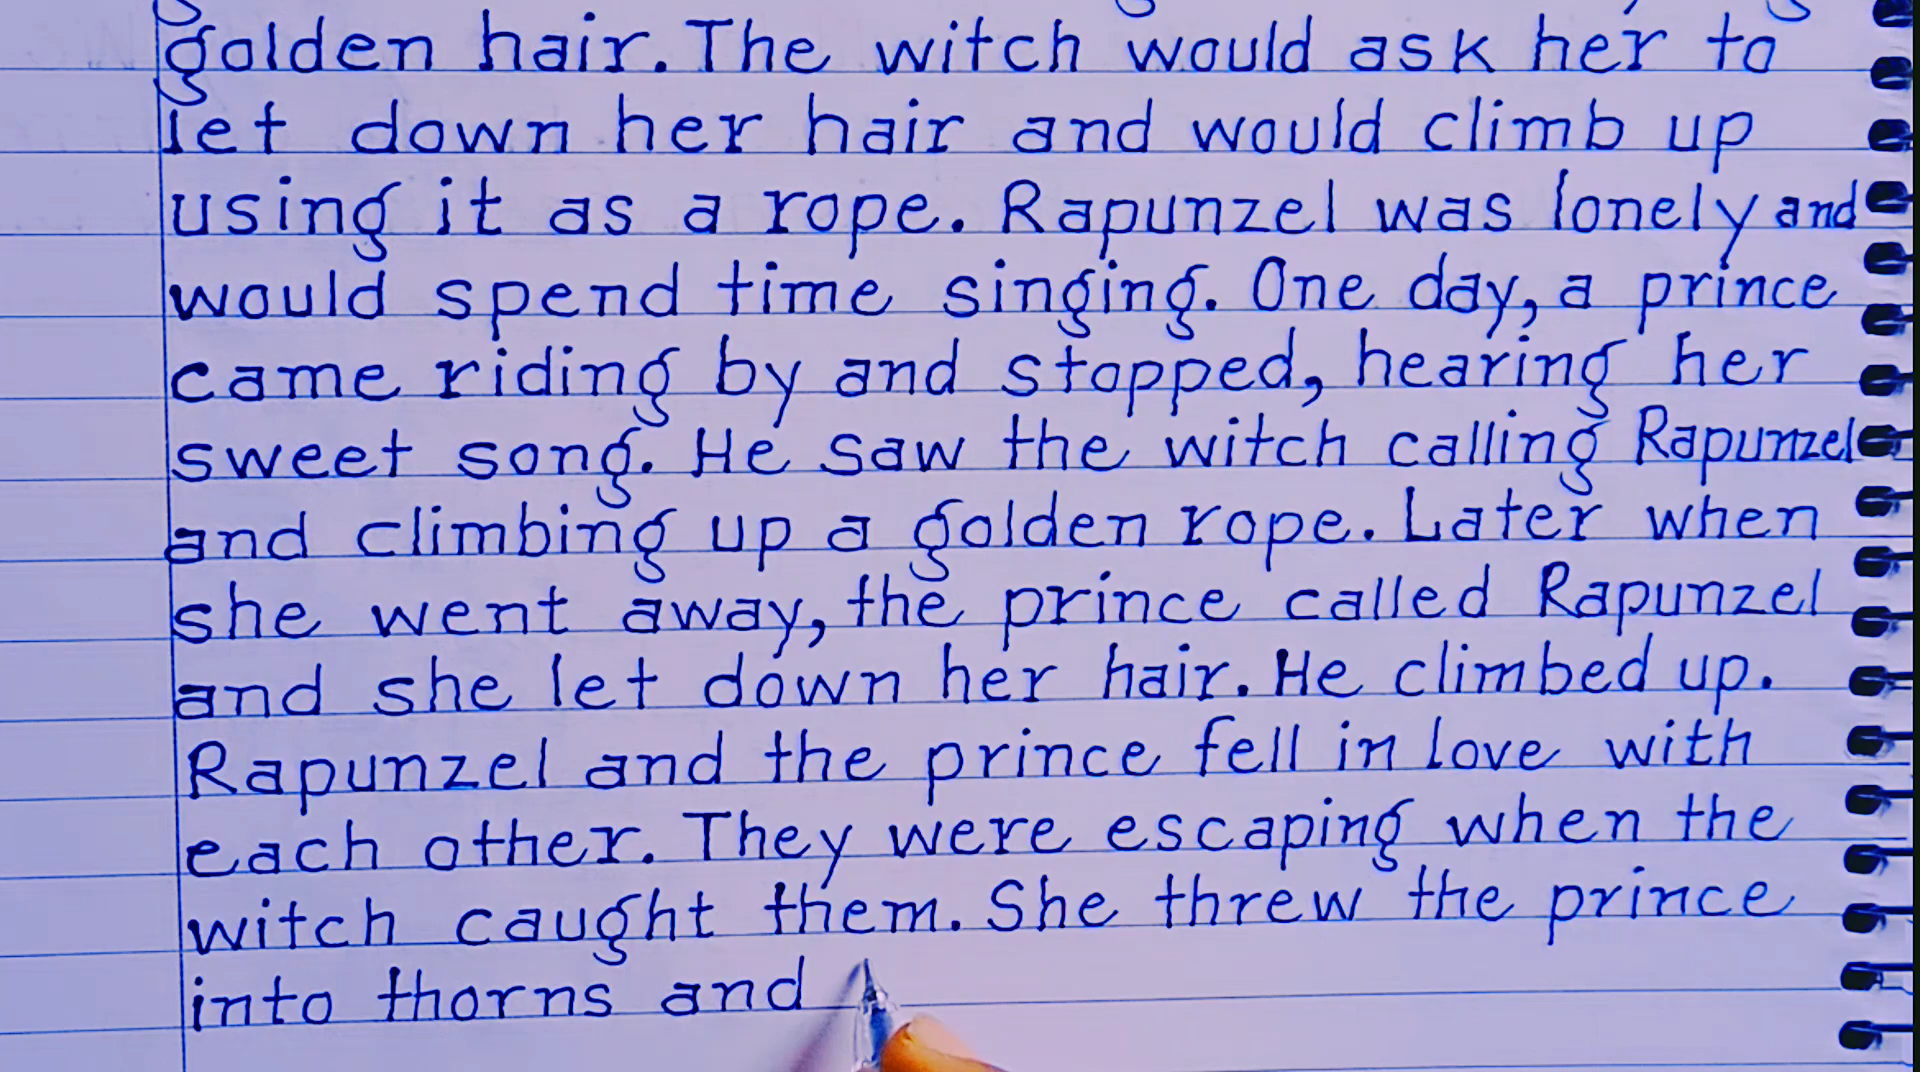 golden hair. The witch would ask her to
let down her hair and would climb up
using it as a rope. Rapunzel was lonely and
would spend time singing. One day, a prince
came riding by and stopped, hearing her
sweet song. He saw the witch calling Rapunzel
and climbing up a golden rope. Later when
she went away, the prince called Rapunzel
and she let down her hair. He climbed up.
Rapunzel and the prince fell in love with
each other. They were escaping when the
witch caught them. She threw the prince
into thorns and